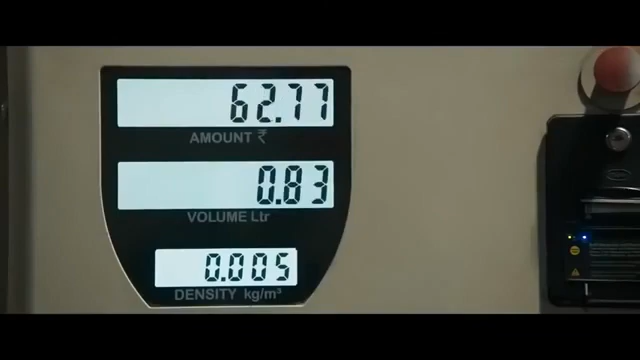 62.77
AMOUNT ₹
0.83
VOLUME Ltr
0.005
DENSITY kg/m³